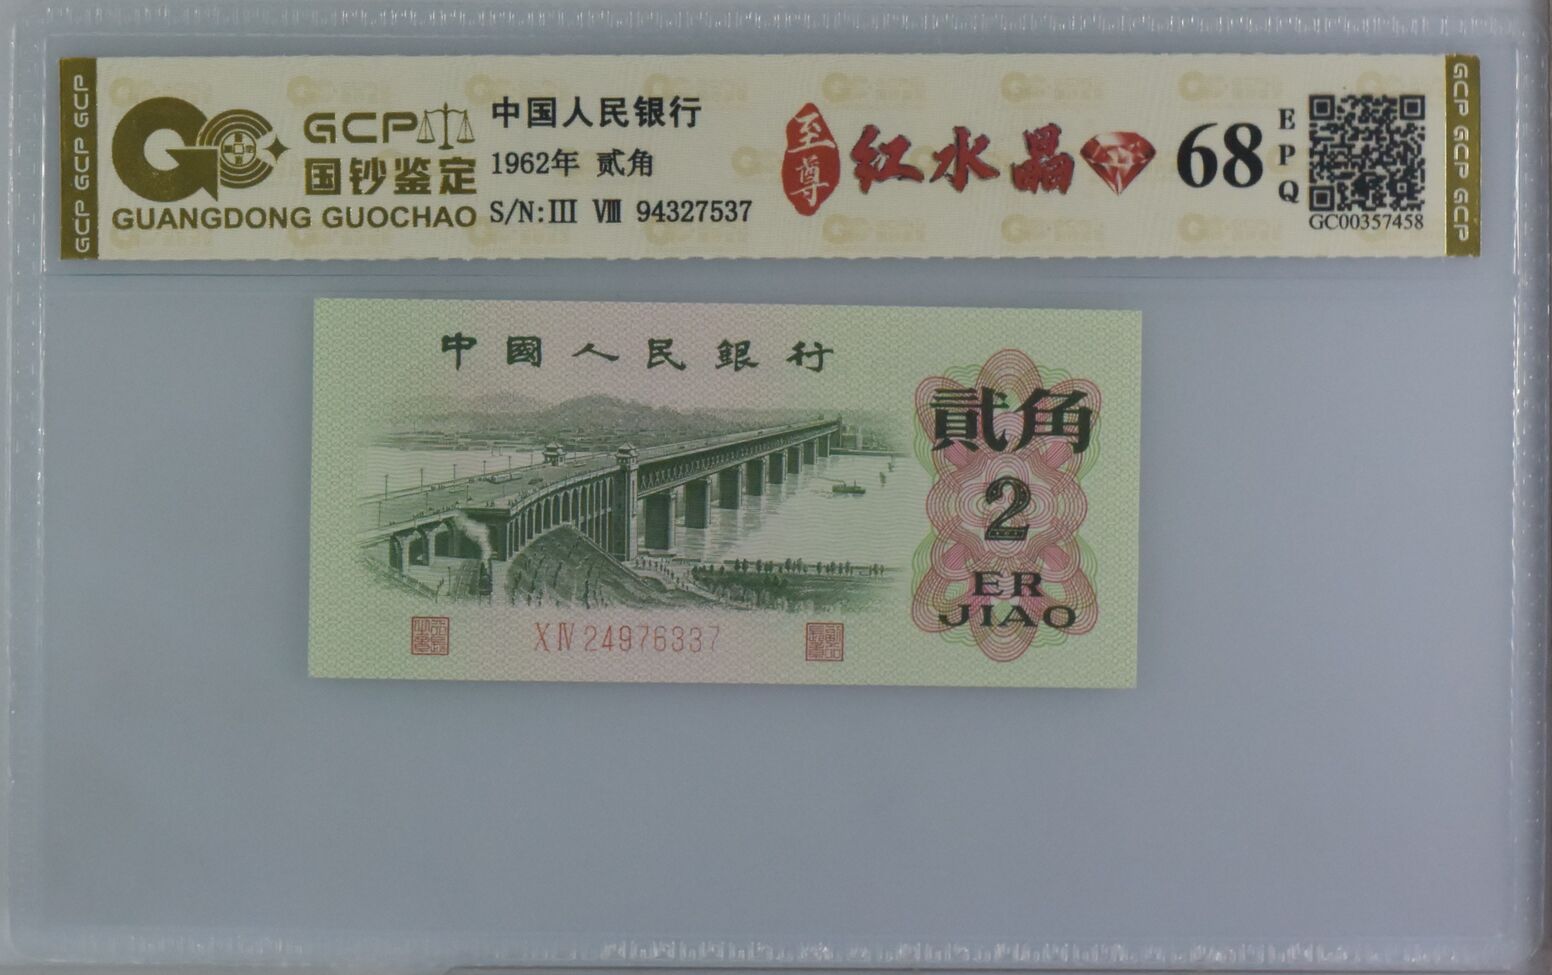 GCP GCP GCP
GCP
国钞鉴定
GUANGDONG GUOCHAO
中国人民银行
1962年 贰角
S/N:III VIII 94327537
至尊
红水晶
68
EPQ
GC00357458
GCP GCP GCP
中國人民銀行
貳角
2
ER
JIAO
XIV 24976337